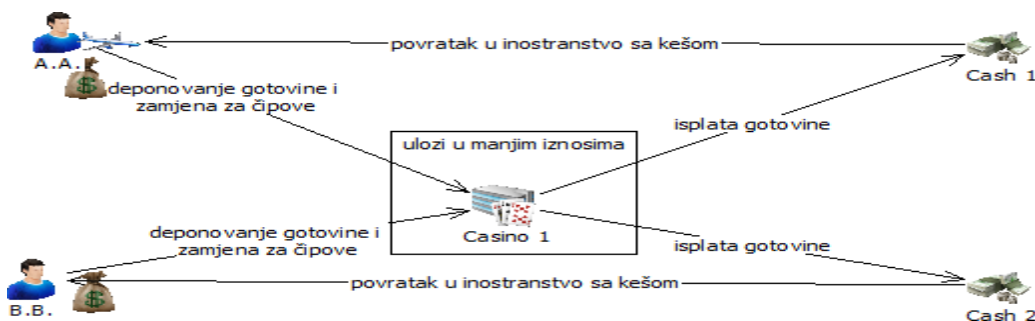 povratak u inostranstvo sa kešom
A.A.
Cash 1
deponovanje gotovine i
zamjena za čipove
isplata gotovine
ulozi u manjim iznosima
Casino 1
deponovanje gotovine i
zamjena za čipove
isplata gotovine
povratak u inostranstvo sa kešom
B.B.
Cash 2